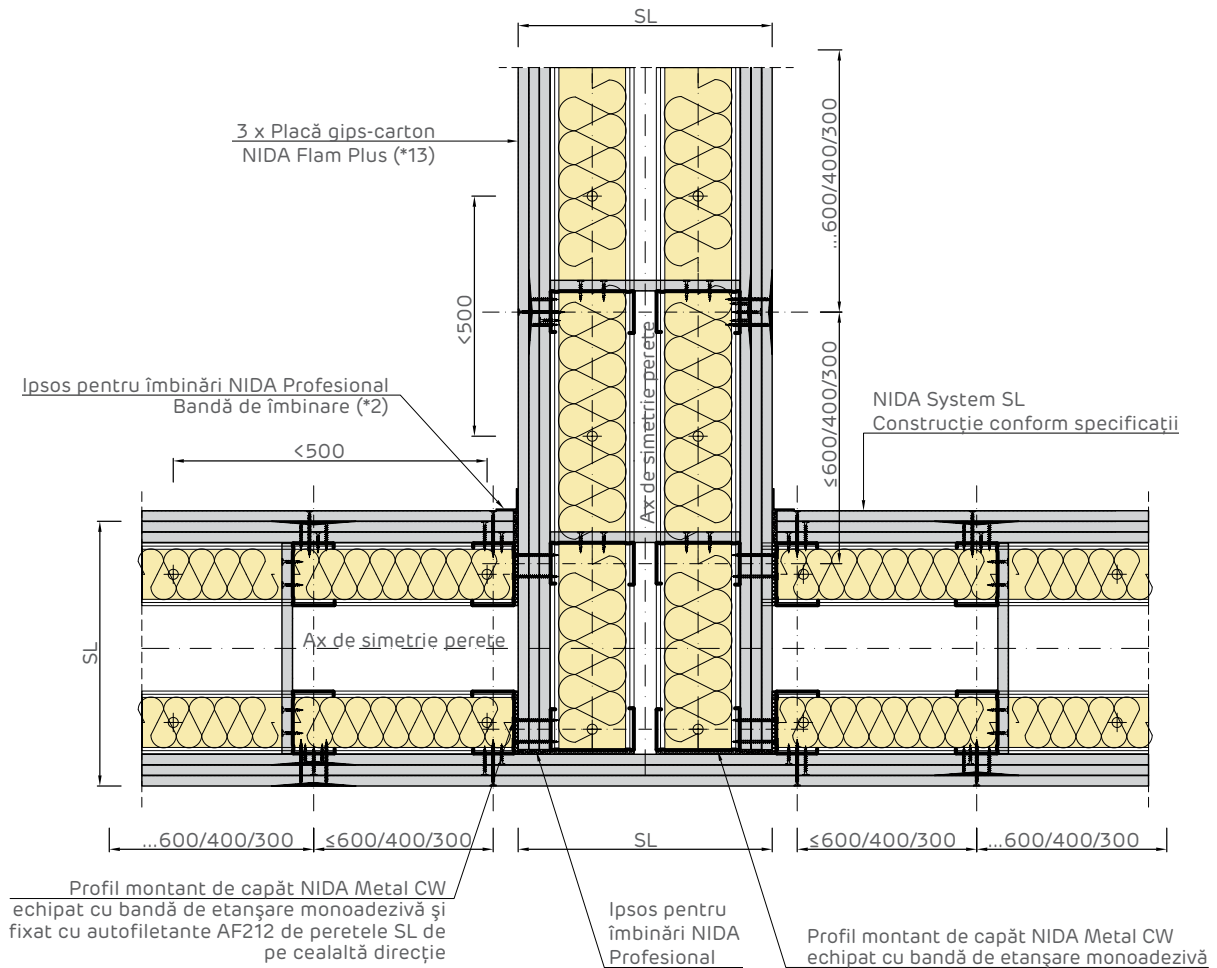 SL
3 x Placă gips-carton
NIDA Flam Plus (*13)
...600/400/300
<500
Ax de simetrie perete
≤600/400/300
Ipsos pentru îmbinări NIDA Profesional
Bandă de îmbinare (*2)
<500
NIDA System SL
Construcție conform specificații
SL
Ax de simetrie perete
...600/400/300
≤600/400/300
SL
≤600/400/300
...600/400/300
Profil montant de capăt NIDA Metal CW
echipat cu bandă de etanșare monoadezivă și
fixat cu autofiletante AF212 de peretele SL de
pe cealaltă direcție
Ipsos pentru
îmbinări NIDA
Profesional
Profil montant de capăt NIDA Metal CW
echipat cu bandă de etanșare monoadezivă